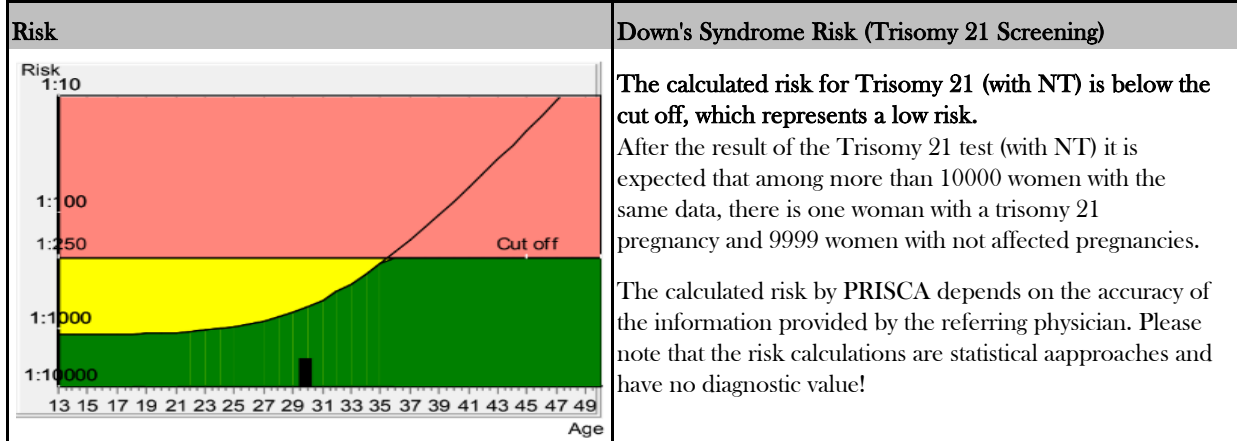 Risk
Down's Syndrome Risk (Trisomy 21 Screening)
Risk
1:10
1:100
1:250
Cut off
1:1000
1:10000
13 15 17 19 21 23 25 27 29 31 33 35 37 39 41 43 45 47 49
Age
The calculated risk for Trisomy 21 (with NT) is below the
cut off, which represents a low risk.
After the result of the Trisomy 21 test (with NT) it is
expected that among more than 10000 women with the
same data, there is one woman with a trisomy 21
pregnancy and 9999 women with not affected pregnancies.
The calculated risk by PRISCA depends on the accuracy of
the information provided by the referring physician. Please
note that the risk calculations are statistical aapproaches and
have no diagnostic value!